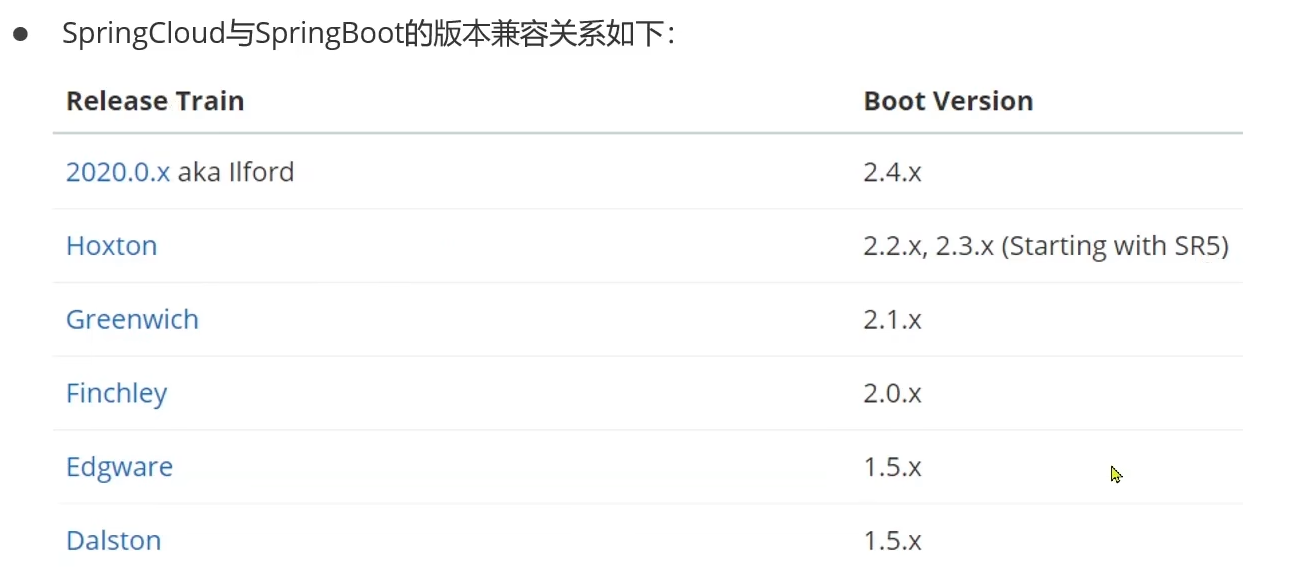 SpringCloud与SpringBoot的版本兼容关系如下：
Release Train Boot Version
2020.0.x aka Ilford 2.4.x
Hoxton 2.2.x, 2.3.x (Starting with SR5)
Greenwich 2.1.x
Finchley 2.0.x
Edgware 1.5.x
Dalston 1.5.x